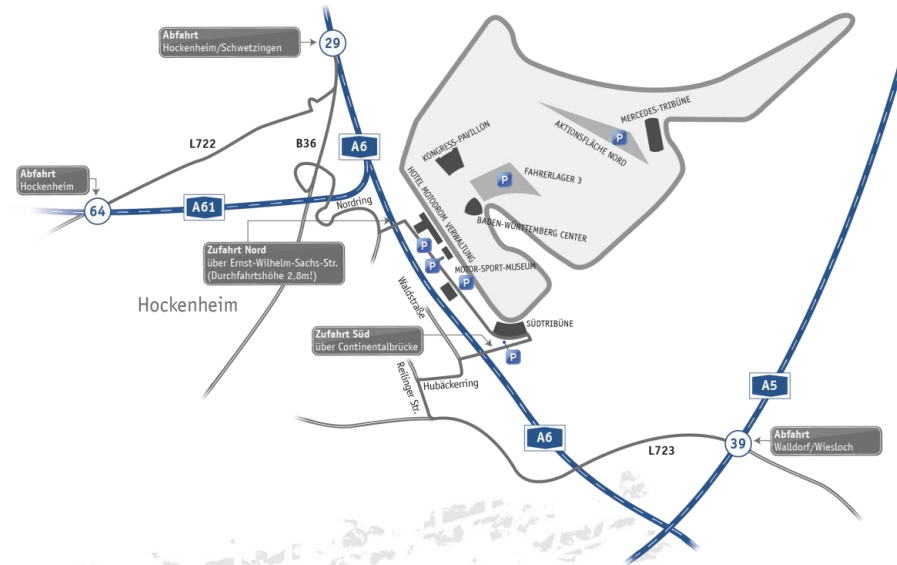 Abfahrt
Hockenheim/Schwetzingen
29
L722
B36
A6
Abfahrt
Hockenheim
64
A61
Nordring
Zufahrt Nord
über Ernst-Wilhelm-Sachs-Str.
(Durchfahrtshöhe 2,8m!)
Hockenheim
KONGRESS-PAVILLON
HOTEL MOTODROM VERWALTUNG
AKTIONSFLÄCHE NORD
P
MERCEDES-TRIBÜNE
FAHRERLAGER 3
P
BADEN-WÜRTTEMBERG CENTER
P
P
MOTOR-SPORT-MUSEUM
P
Waldstraße
SÜDTRIBÜNE
Zufahrt Süd
über Continentalbrücke
P
Reilinger Str.
Hubäckerring
A5
A6
L723
39
Abfahrt
Walldorf/Wiesloch